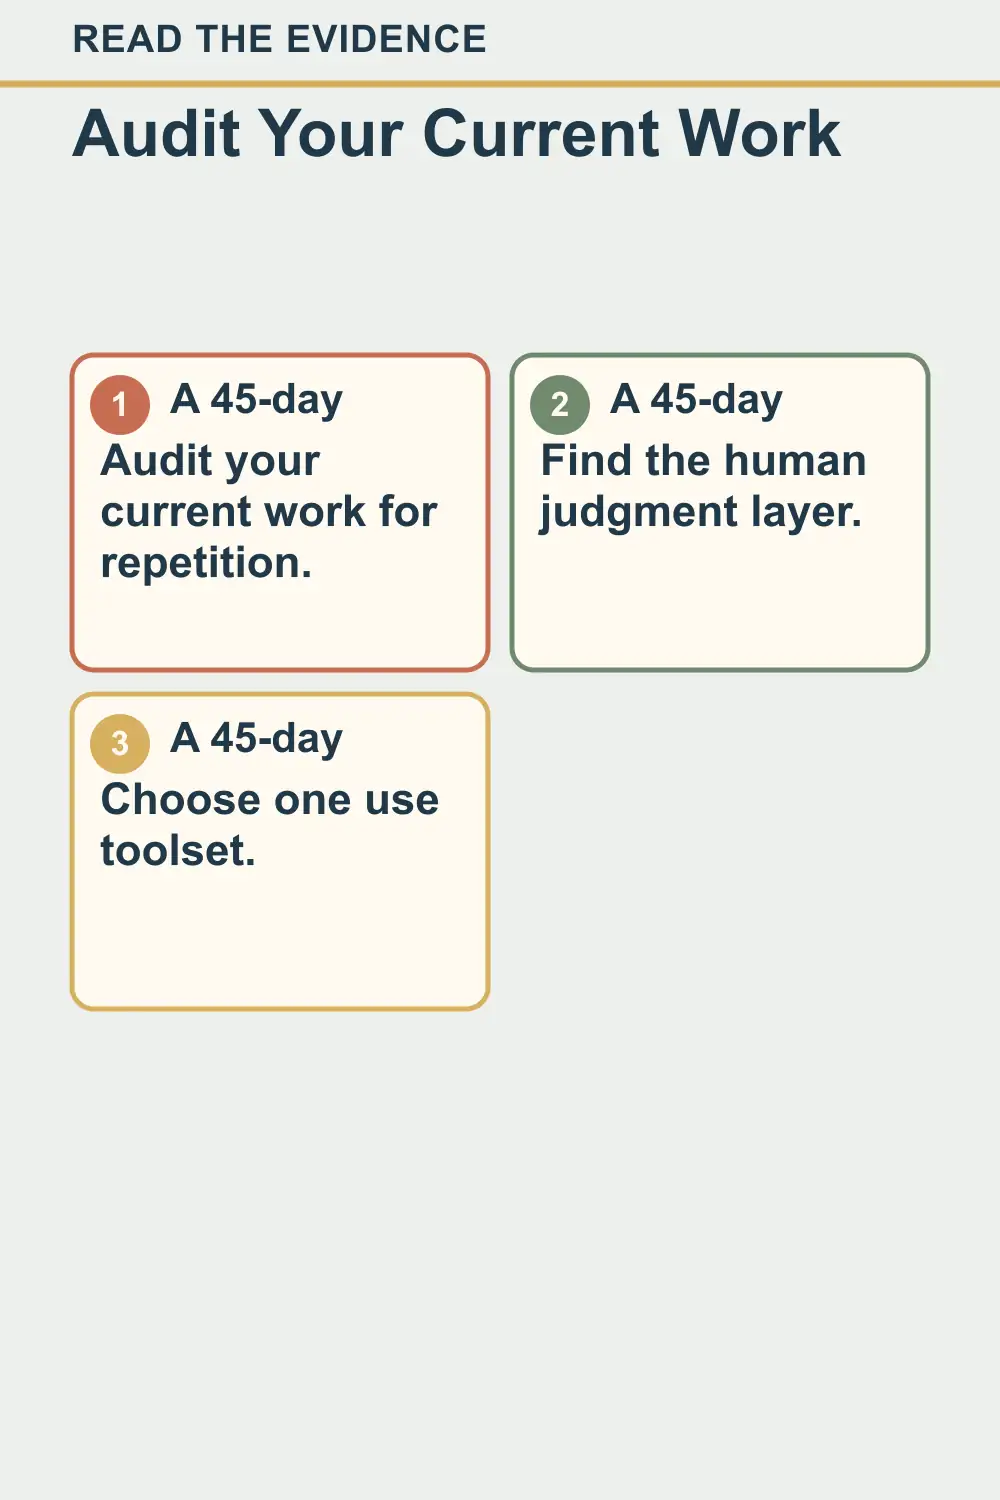 READ THE EVIDENCE
Audit Your Current Work
1 A 45-day
Audit your
current work for
repetition.
2 A 45-day
Find the human
judgment layer.
3 A 45-day
Choose one use
toolset.